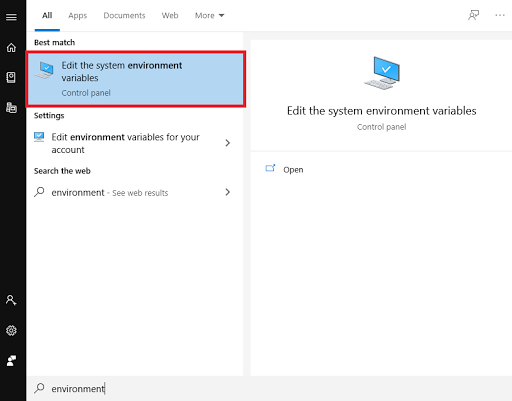 All Apps Documents Web More
Best match
Edit the system environment
variables
Control panel
Settings
Edit environment variables for your
account
Search the web
environment - See web results
Edit the system environment variables
Control panel
Open
environment